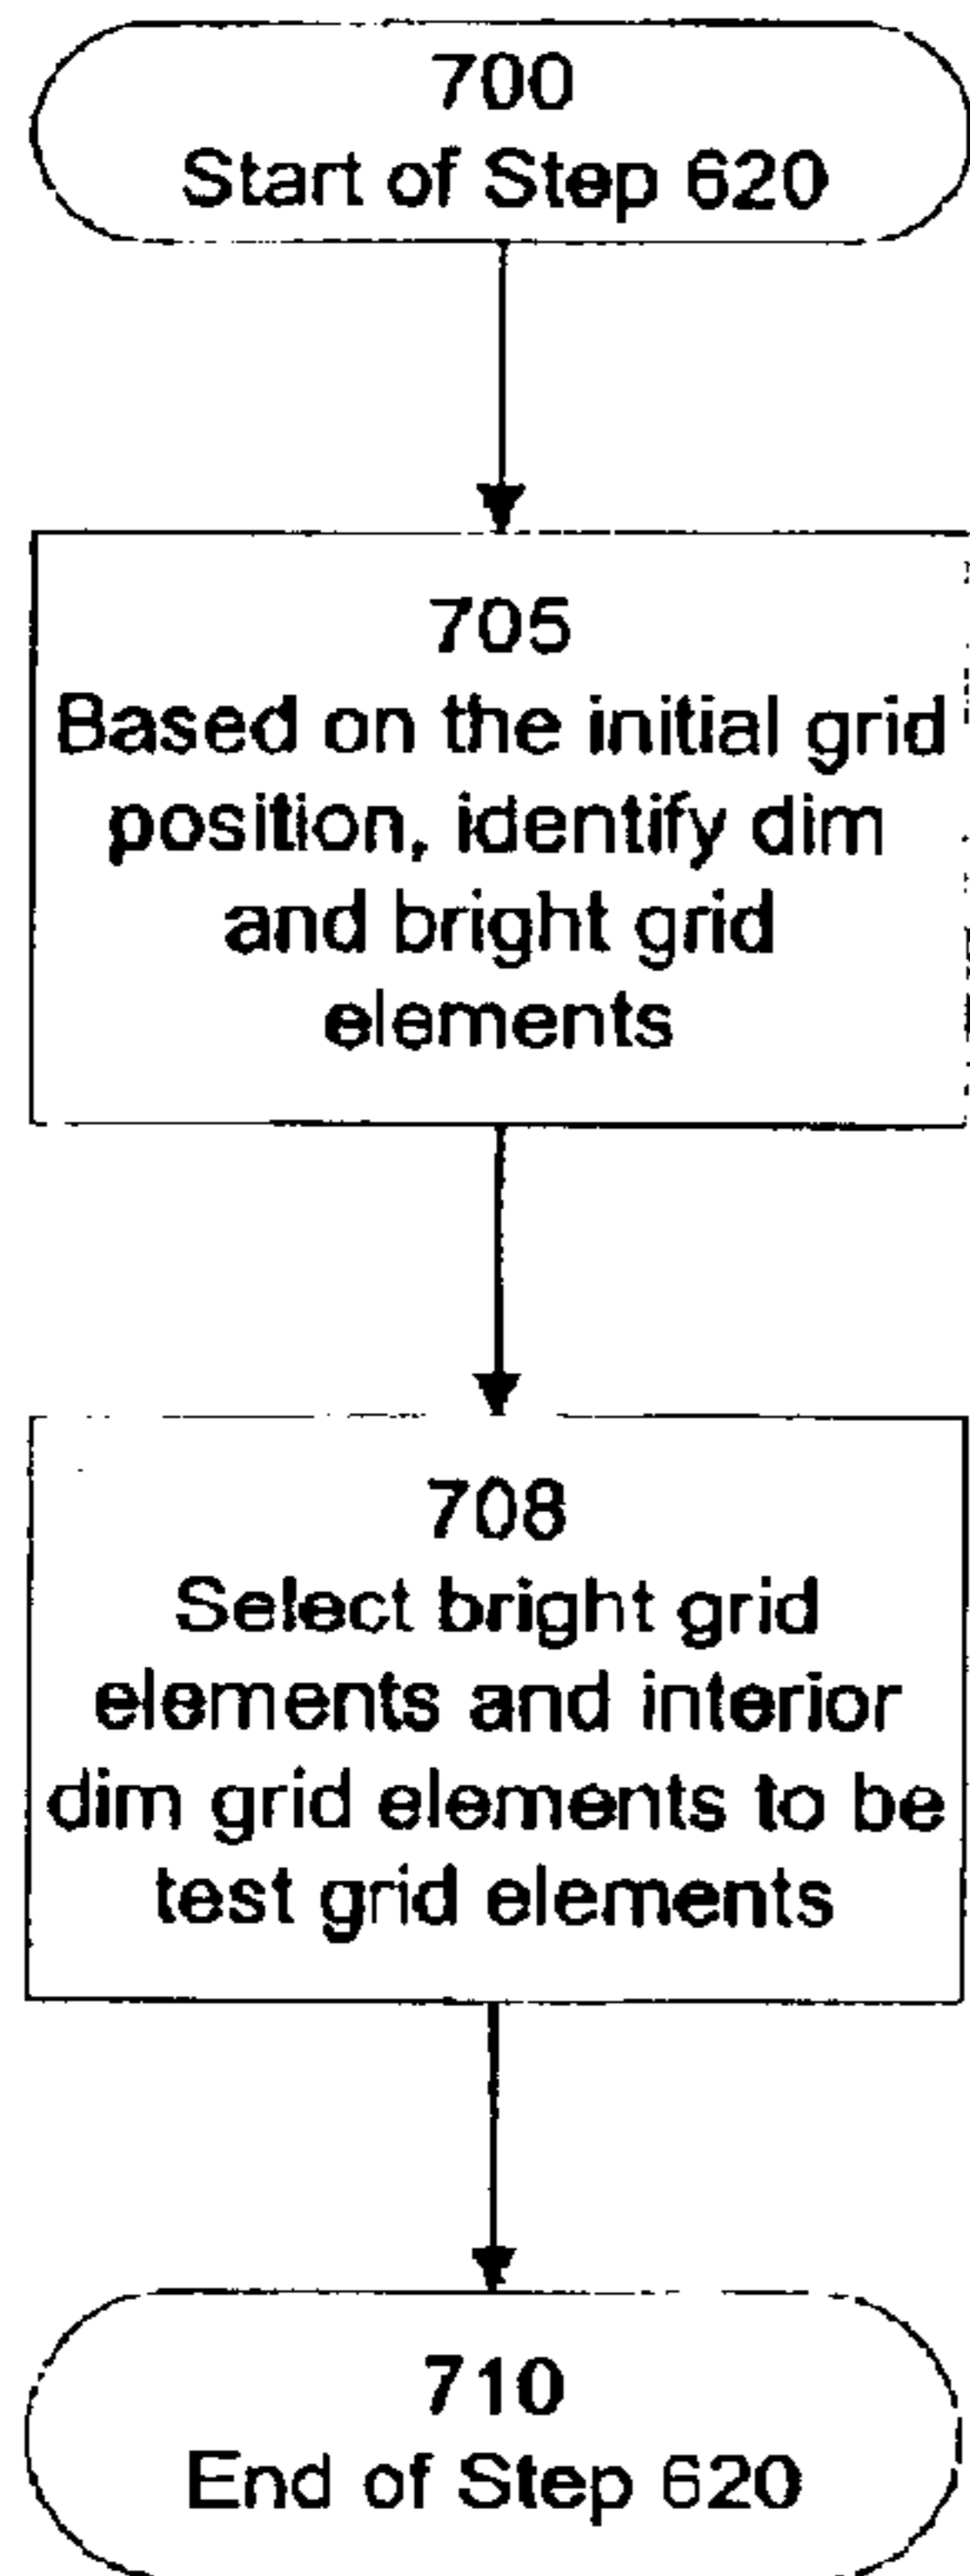 700
Start of Step 620
705
Based on the initial grid
position, identify dim
and bright grid
elements
708
Select bright grid
elements and interior
dim grid elements to be
test grid elements
710
End of Step 620